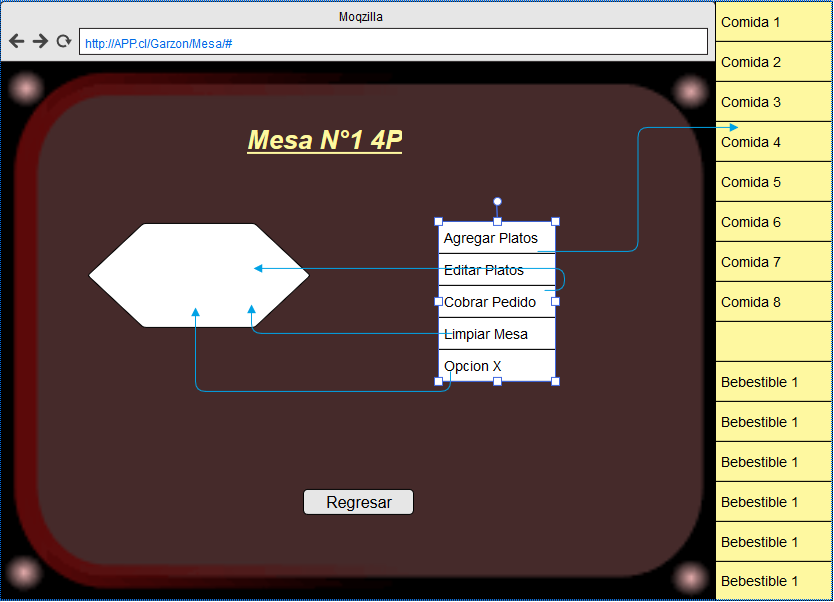 Moqzilla
http://APP.cl/Garzon/Mesa/#
Mesa N°1 4P
Agregar Platos
Editar Platos
Cobrar Pedido
Limpiar Mesa
Opcion X
Regresar
Comida 1
Comida 2
Comida 3
Comida 4
Comida 5
Comida 6
Comida 7
Comida 8
Bebestible 1
Bebestible 1
Bebestible 1
Bebestible 1
Bebestible 1
Bebestible 1